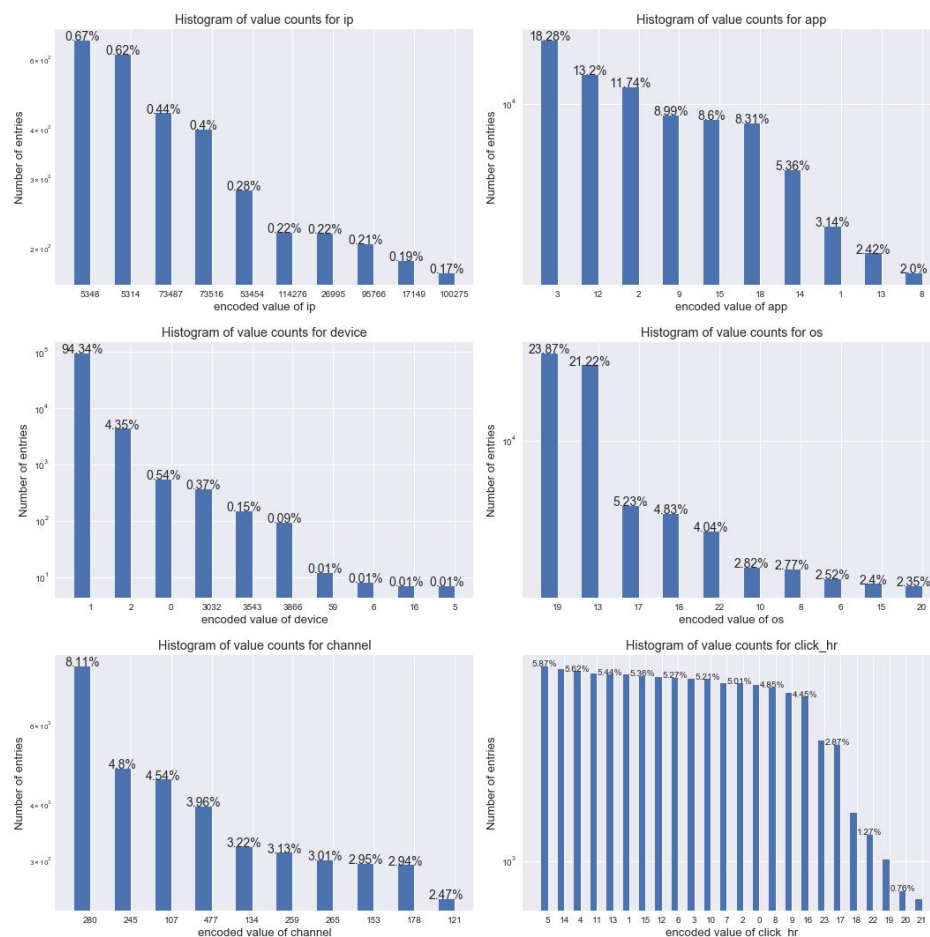 Histogram of value counts for ip
Number of entries
6 × 10²
4 × 10²
3 × 10²
2 × 10²
0.67% 0.62% 0.44% 0.4% 0.28% 0.22% 0.22% 0.21% 0.19% 0.17%
5348 5314 73487 73516 53454 114276 26995 95766 17149 100275
encoded value of ip
Histogram of value counts for app
Number of entries
10⁴
18.28% 13.2% 11.74% 8.99% 8.6% 8.31% 5.36% 3.14% 2.42% 2.0%
3 12 2 9 15 18 14 1 13 8
encoded value of app
Histogram of value counts for device
Number of entries
10⁵
10⁴
10³
10²
10¹
94.34% 4.35% 0.54% 0.37% 0.15% 0.09% 0.01% 0.01% 0.01% 0.01%
1 2 0 3032 3543 3866 59 6 16 5
encoded value of device
Histogram of value counts for os
Number of entries
10⁴
23.87% 21.22% 5.23% 4.83% 4.04% 2.82% 2.77% 2.52% 2.4% 2.35%
19 13 17 18 22 10 8 6 15 20
encoded value of os
Histogram of value counts for channel
Number of entries
6 × 10³
4 × 10³
3 × 10³
8.11% 4.8% 4.54% 3.96% 3.22% 3.13% 3.01% 2.95% 2.94% 2.47%
280 245 107 477 134 259 265 153 178 121
encoded value of channel
Histogram of value counts for click_hr
Number of entries
10³
5.87% 5.62% 5.44% 5.36% 5.27% 5.21% 5.01% 4.85% 4.45% 2.87% 1.27% 0.76%
5 14 4 11 13 1 15 12 6 3 10 7 2 0 8 9 16 23 17 18 22 19 20 21
encoded value of click_hr